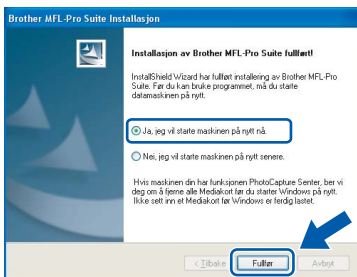 Brother MFL-Pro Suite Installasjon
Installasjon av Brother MFL-Pro Suite fullført!
InstallShield Wizard har fullført installering av Brother MFL-Pro
Suite. Før du kan bruke programmet, må du starte
datamaskinen på nytt.
Ja, jeg vil starte maskinen på nytt nå.
Nei, jeg vil starte maskinen på nytt senere.
Hvis maskinen din har funksjonen PhotoCapture Center, ber vi
deg om å fjerne alle Mediakort før du starter Windows på nytt.
Ikke sett inn et Mediakort før Windows er ferdig lastet.
< Tilbake Fullfør Avbryt